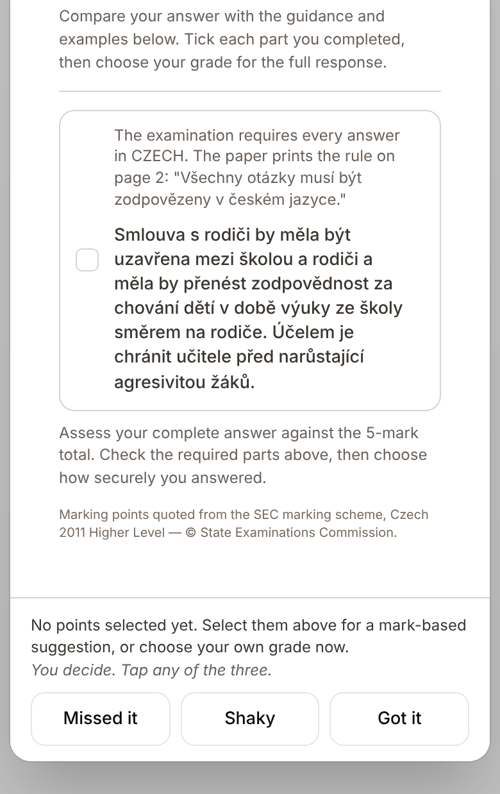 Compare your answer with the guidance and
examples below. Tick each part you completed,
then choose your grade for the full response.
The examination requires every answer
in CZECH. The paper prints the rule on
page 2: "Všechny otázky musí být
zodpovězeny v českém jazyce."
Smlouva s rodiči by měla být
uzavřena mezi školou a rodiči a
měla by přenést zodpovědnost za
chování dětí v době výuky ze školy
směrem na rodiče. Účelem je
chránit učitele před narůstající
agresivitou žáků.
Assess your complete answer against the 5-mark
total. Check the required parts above, then choose
how securely you answered.
Marking points quoted from the SEC marking scheme, Czech
2011 Higher Level — © State Examinations Commission.
No points selected yet. Select them above for a mark-based
suggestion, or choose your own grade now.
You decide. Tap any of the three.
Missed it
Shaky
Got it